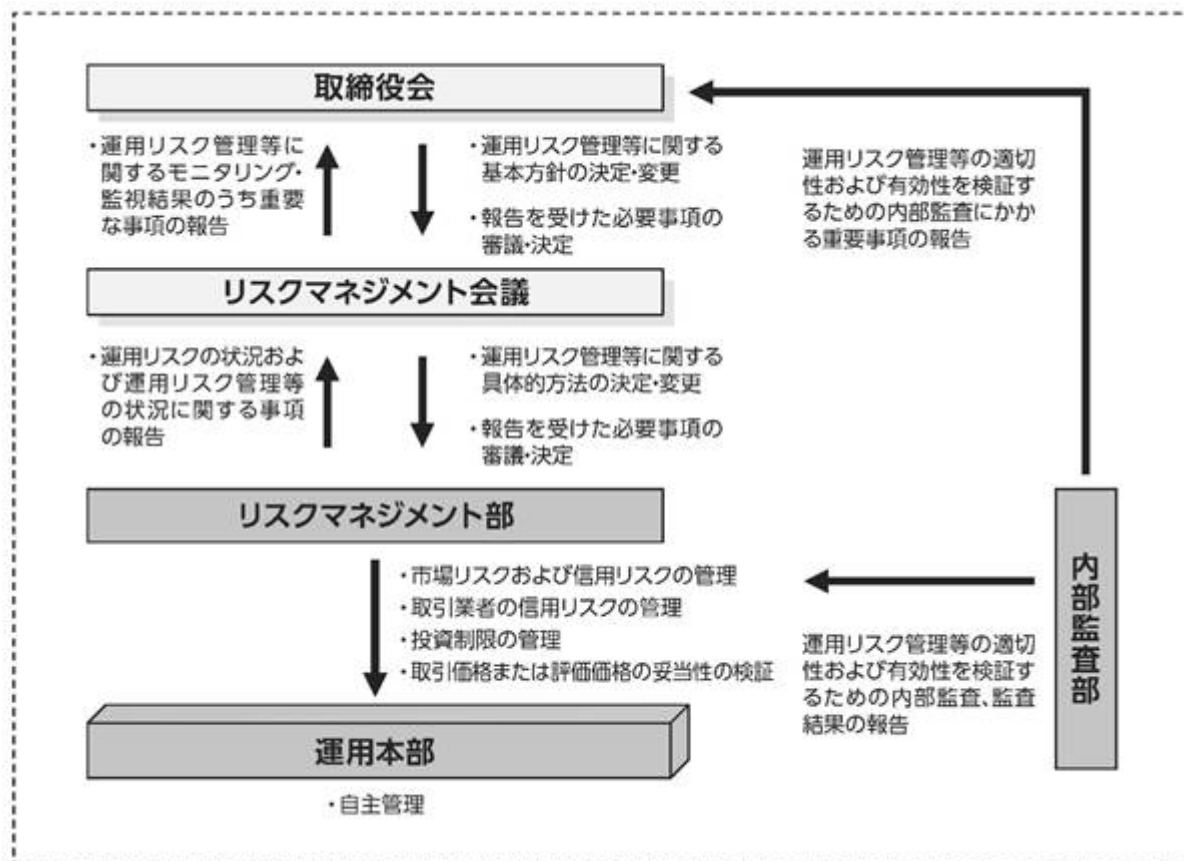 取締役会
・運用リスク管理等に
関するモニタリング・
監視結果のうち重要
な事項の報告
・運用リスク管理等に関する
基本方針の決定・変更
・報告を受けた必要事項の
審議・決定
運用リスク管理等の適切
性および有効性を検証す
るための内部監査にかか
る重要事項の報告
リスクマネジメント会議
・運用リスクの状況およ
び運用リスク管理等
の状況に関する事項
の報告
・運用リスク管理等に関する
具体的方法の決定・変更
・報告を受けた必要事項の
審議・決定
リスクマネジメント部
・市場リスクおよび信用リスクの管理
・取引業者の信用リスクの管理
・投資制限の管理
・取引価格または評価価格の妥当性の検証
内部監査部
運用リスク管理等の適切
性および有効性を検証す
るための内部監査、監査
結果の報告
運用本部
・自主管理